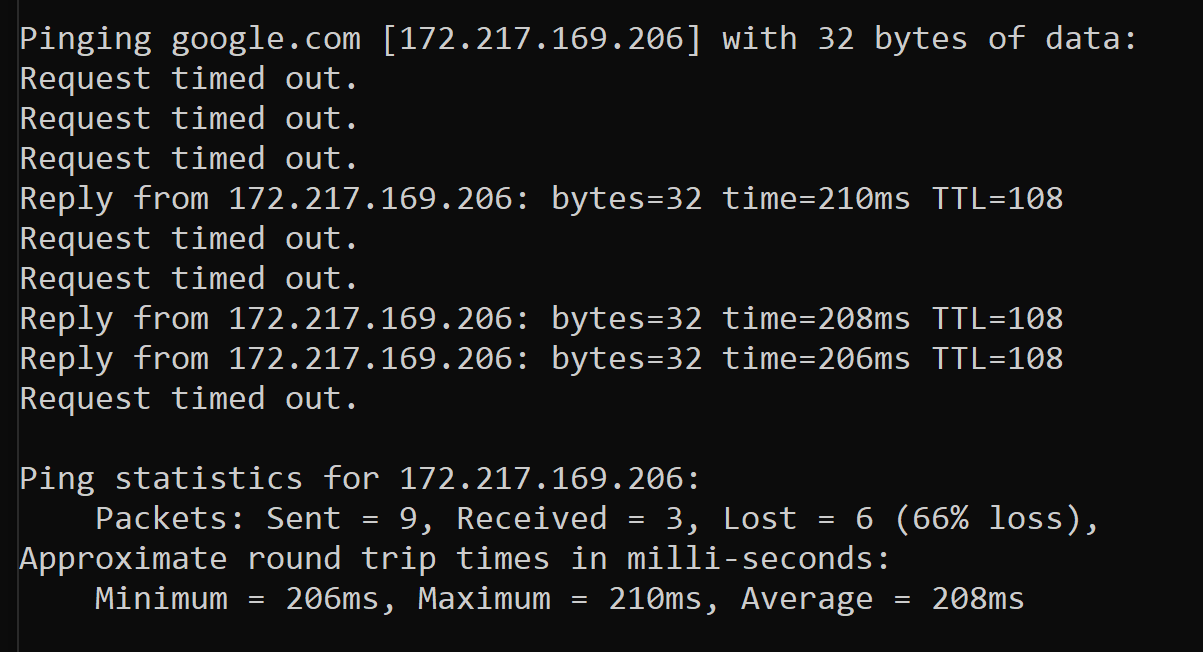 Pinging google.com [172.217.169.206] with 32 bytes of data:
Request timed out.
Request timed out.
Request timed out.
Reply from 172.217.169.206: bytes=32 time=210ms TTL=108
Request timed out.
Request timed out.
Reply from 172.217.169.206: bytes=32 time=208ms TTL=108
Reply from 172.217.169.206: bytes=32 time=206ms TTL=108
Request timed out.

Ping statistics for 172.217.169.206:
    Packets: Sent = 9, Received = 3, Lost = 6 (66% loss),
Approximate round trip times in milli-seconds:
    Minimum = 206ms, Maximum = 210ms, Average = 208ms